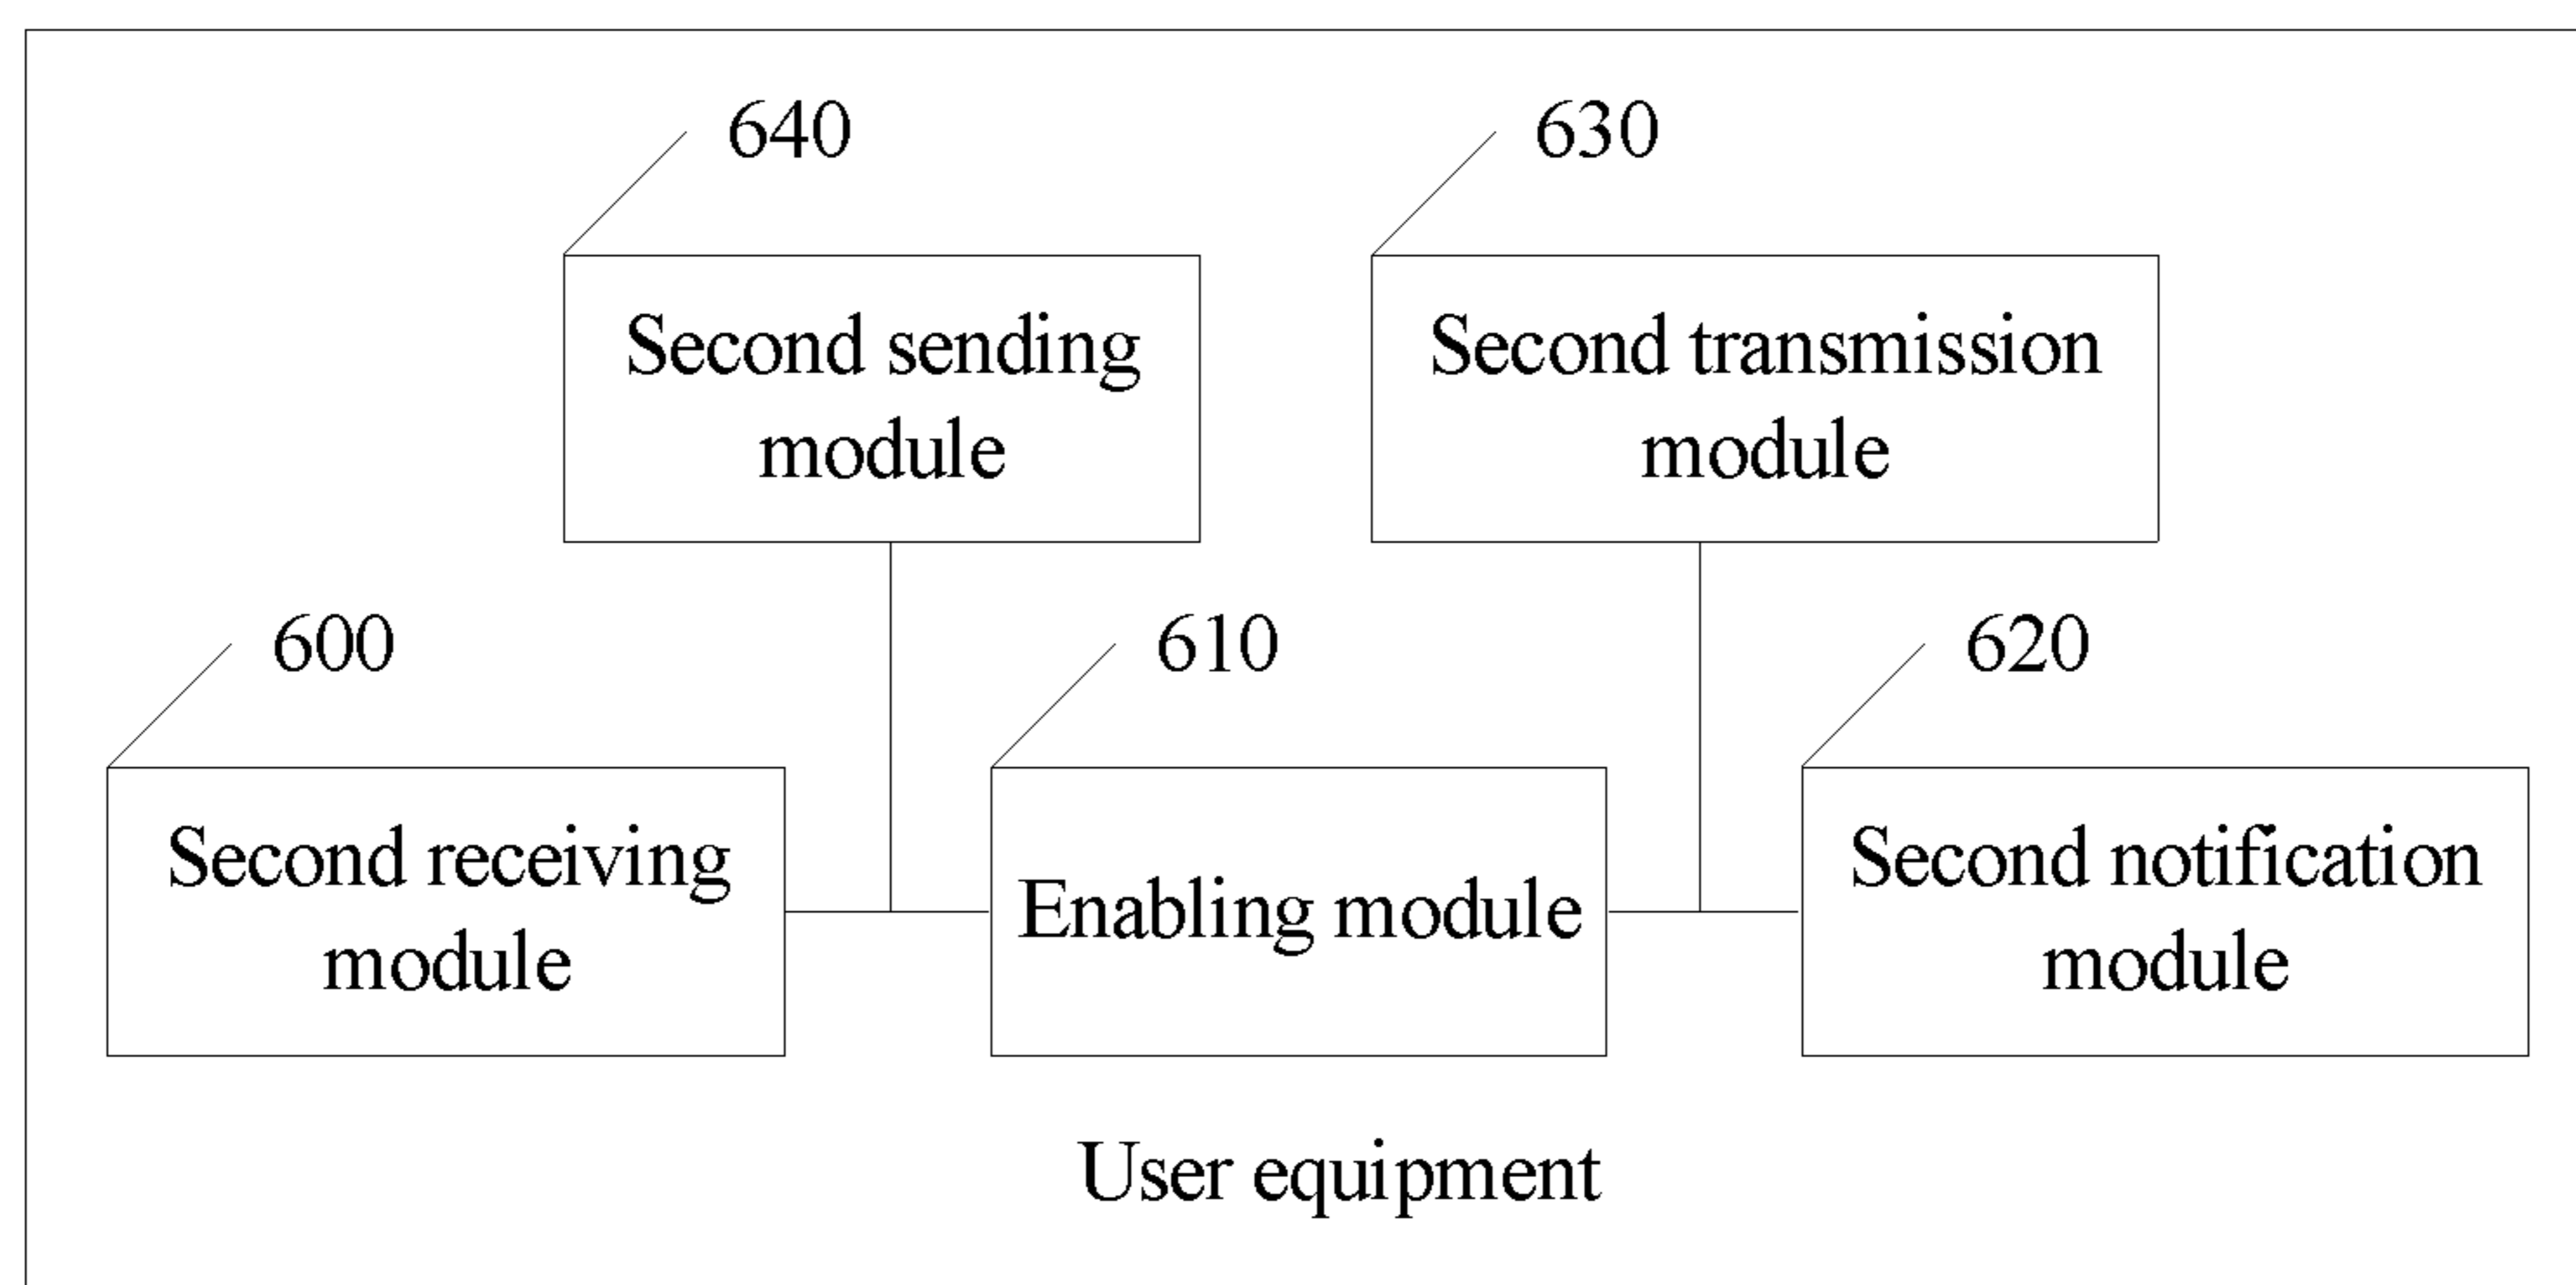 640
630
Second sending
module
Second transmission
module
600
610
620
Second receiving
module
Enabling module
Second notification
module
User equipment